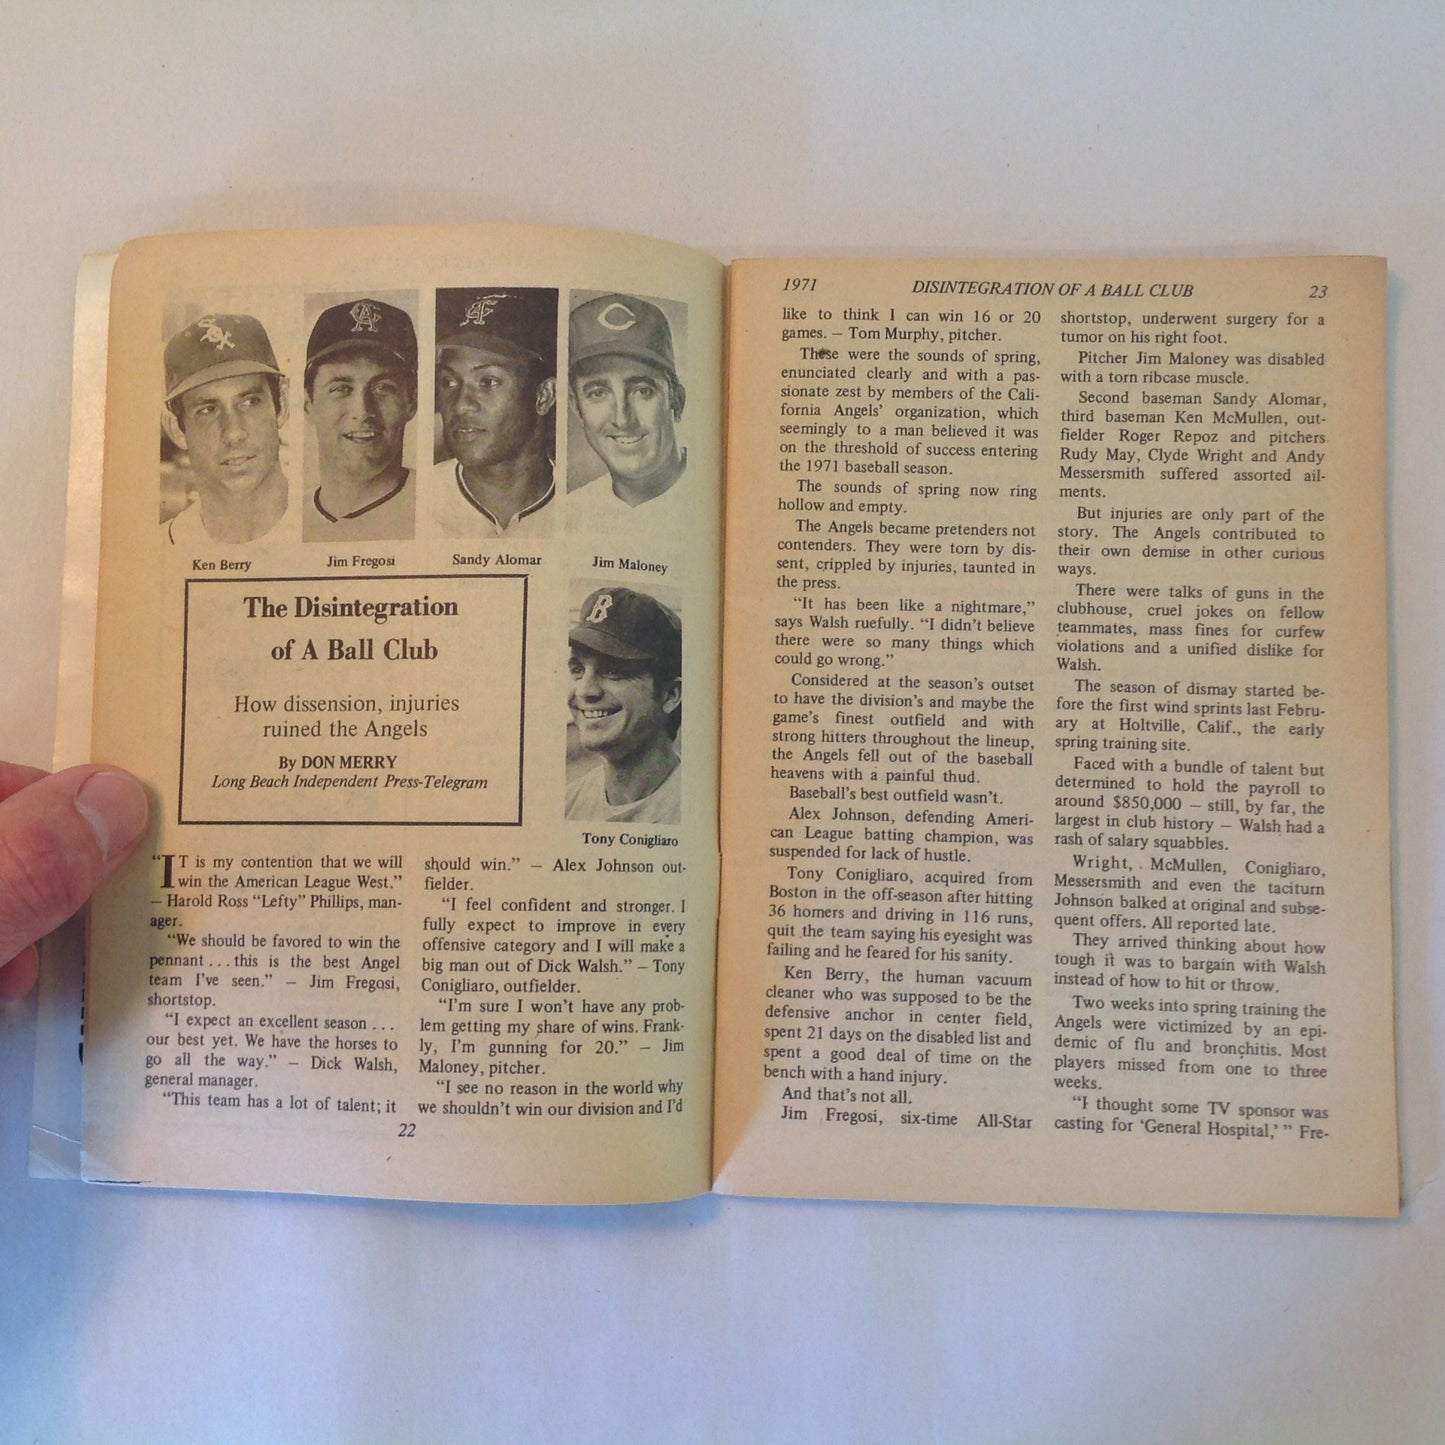 Ken Berry
Jim Fregosi
Sandy Alomar
Jim Maloney
The Disintegration
of A Ball Club
How dissension, injuries
ruined the Angels
By DON MERRY
Long Beach Independent Press-Telegram
Tony Conigliaro
“IT is my contention that we will
win the American League West.”
— Harold Ross “Lefty” Phillips, man-
ager.
“We should be favored to win the
pennant . . . this is the best Angel
team I’ve seen.” — Jim Fregosi,
shortstop.
“I expect an excellent season . . .
our best yet. We have the horses to
go all the way.” — Dick Walsh,
general manager.
“This team has a lot of talent; it
should win.” — Alex Johnson out-
fielder.
“I feel confident and stronger. I
fully expect to improve in every
offensive category and I will make a
big man out of Dick Walsh.” — Tony
Conigliaro, outfielder.
“I’m sure I won’t have any prob-
lem getting my share of wins. Frank-
ly, I’m gunning for 20.” — Jim
Maloney, pitcher.
“I see no reason in the world why
we shouldn’t win our division and I’d
22
1971
DISINTEGRATION OF A BALL CLUB
23
like to think I can win 16 or 20
games. — Tom Murphy, pitcher.
These were the sounds of spring,
enunciated clearly and with a pas-
sionate zest by members of the Cali-
fornia Angels’ organization, which
seemingly to a man believed it was
on the threshold of success entering
the 1971 baseball season.
The sounds of spring now ring
hollow and empty.
The Angels became pretenders not
contenders. They were torn by dis-
sent, crippled by injuries, taunted in
the press.
“It has been like a nightmare,”
says Walsh ruefully. “I didn’t believe
there were so many things which
could go wrong.”
Considered at the season’s outset
to have the division’s and maybe the
game’s finest outfield and with
strong hitters throughout the lineup,
the Angels fell out of the baseball
heavens with a painful thud.
Baseball’s best outfield wasn’t.
Alex Johnson, defending Ameri-
can League batting champion, was
suspended for lack of hustle.
Tony Conigliaro, acquired from
Boston in the off-season after hitting
36 homers and driving in 116 runs,
quit the team saying his eyesight was
failing and he feared for his sanity.
Ken Berry, the human vacuum
cleaner who was supposed to be the
defensive anchor in center field,
spent 21 days on the disabled list and
spent a good deal of time on the
bench with a hand injury.
And that’s not all.
Jim Fregosi, six-time All-Star
shortstop, underwent surgery for a
tumor on his right foot.
Pitcher Jim Maloney was disabled
with a torn ribcase muscle.
Second baseman Sandy Alomar,
third baseman Ken McMullen, out-
fielder Roger Repoz and pitchers
Rudy May, Clyde Wright and Andy
Messersmith suffered assorted ail-
ments.
But injuries are only part of the
story. The Angels contributed to
their own demise in other curious
ways.
There were talks of guns in the
clubhouse, cruel jokes on fellow
teammates, mass fines for curfew
violations and a unified dislike for
Walsh.
The season of dismay started be-
fore the first wind sprints last Febru-
ary at Holtville, Calif., the early
spring training site.
Faced with a bundle of talent but
determined to hold the payroll to
around $850,000 — still, by far, the
largest in club history — Walsh had a
rash of salary squabbles.
Wright, McMullen, Conigliaro,
Messersmith and even the taciturn
Johnson balked at original and subse-
quent offers. All reported late.
They arrived thinking about how
tough it was to bargain with Walsh
instead of how to hit or throw.
Two weeks into spring training the
Angels were victimized by an epi-
demic of flu and bronchitis. Most
players missed from one to three
weeks.
“I thought some TV sponsor was
casting for ‘General Hospital,’ ” Fre-